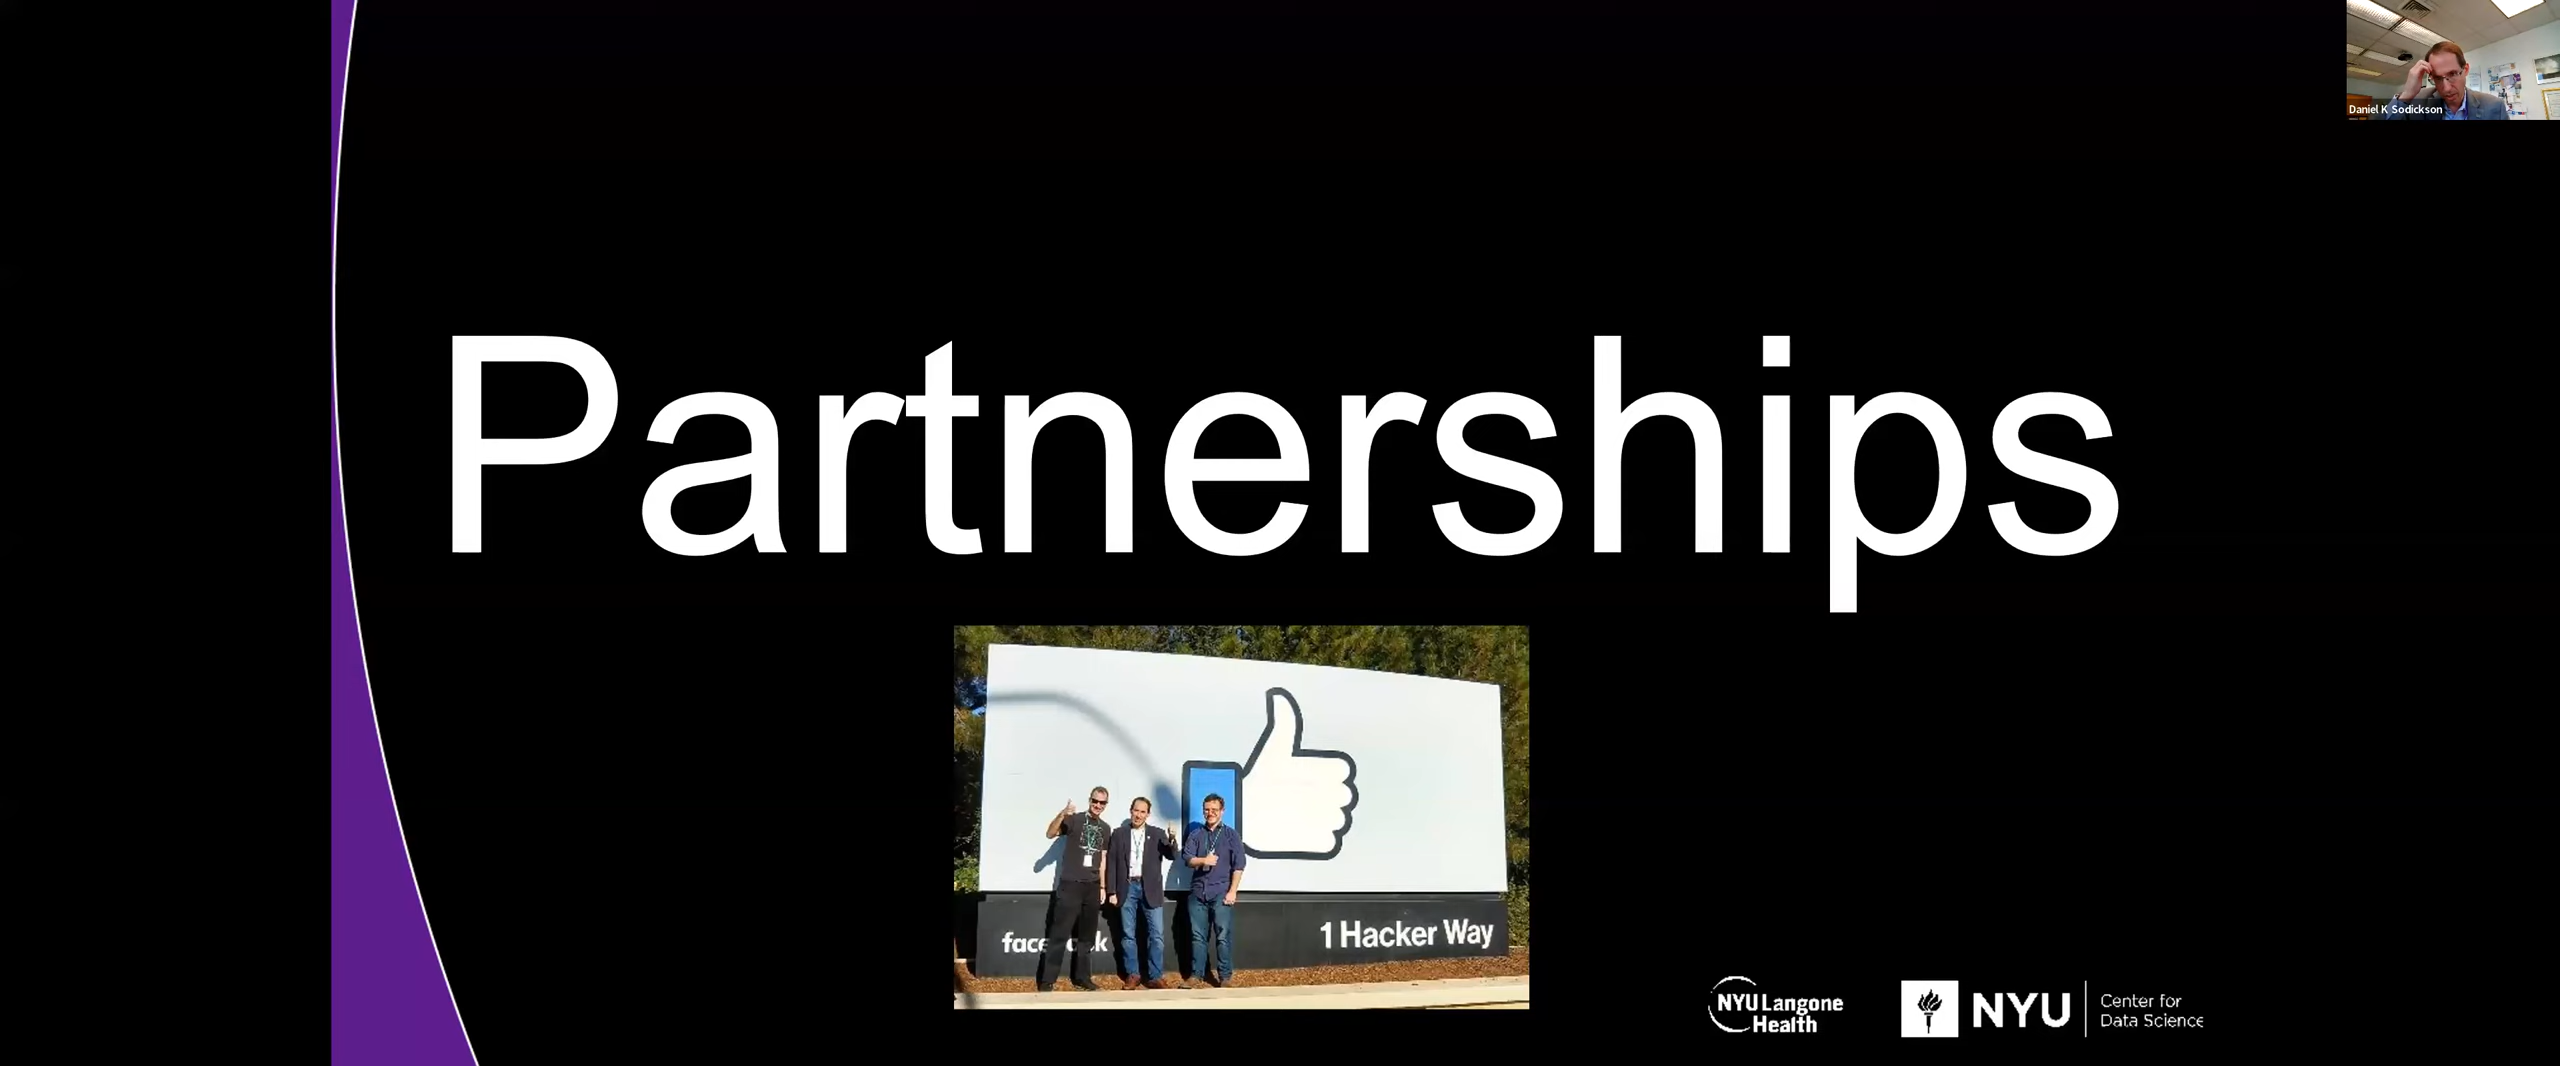 Daniel K Sodickson
Partnerships
1 Hacker Way
NYU Langone
Health
NYU
Center for
Data Science